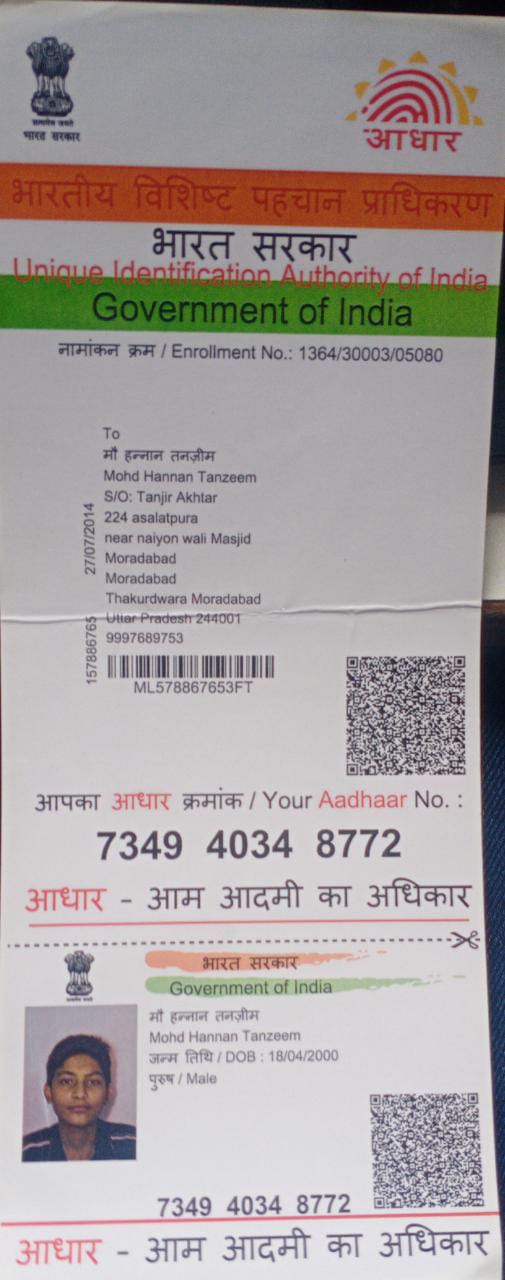 सत्यमेव जयते
भारत सरकार
आधार
भारतीय विशिष्ट पहचान प्राधिकरण
भारत सरकार
Unique Identification Authority of India
Government of India
नामांकन क्रम / Enrollment No.: 1364/30003/05080
To
मौ हन्नान तनज़ीम
Mohd Hannan Tanzeem
S/O: Tanjir Akhtar
224 asalatpura
near naiyon wali Masjid
Moradabad
Moradabad
Thakurdwara Moradabad
Uttar Pradesh 244001
9997689753
27/07/2014
157886765
ML578867653FT
आपका आधार क्रमांक / Your Aadhaar No. :
7349 4034 8772
आधार - आम आदमी का अधिकार
भारत सरकार
Government of India
मौ हन्नान तनज़ीम
Mohd Hannan Tanzeem
जन्म तिथि / DOB : 18/04/2000
पुरुष / Male
7349 4034 8772
आधार - आम आदमी का अधिकार